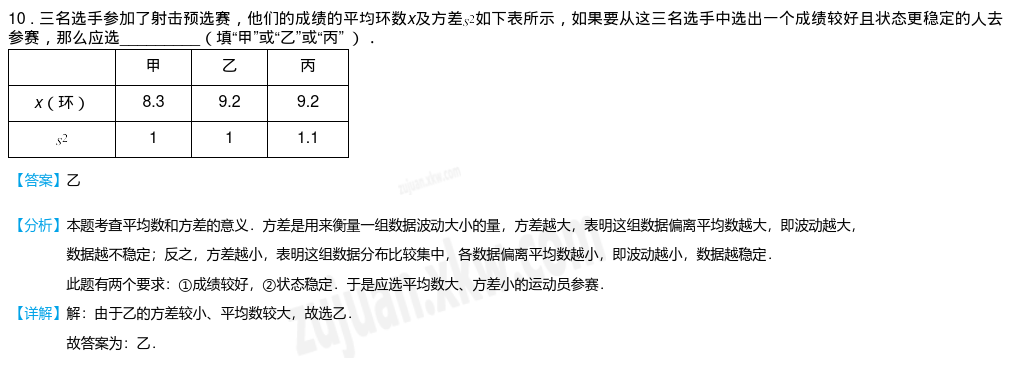 10．三名选手参加了射击预选赛，他们的成绩的平均环数x及方差s²如下表所示，如果要从这三名选手中选出一个成绩较好且状态更稳定的人去
参赛，那么应选__________（填“甲”或“乙”或“丙”）．
甲 乙 丙
x（环） 8.3 9.2 9.2
s² 1 1 1.1
【答案】乙
【分析】本题考查平均数和方差的意义．方差是用来衡量一组数据波动大小的量，方差越大，表明这组数据偏离平均数越大，即波动越大，
数据越不稳定；反之，方差越小，表明这组数据分布比较集中，各数据偏离平均数越小，即波动越小，数据越稳定．
此题有两个要求：①成绩较好，②状态稳定．于是应选平均数大、方差小的运动员参赛．
【详解】解：由于乙的方差较小、平均数较大，故选乙．
故答案为：乙．
zujuan.xkw.com
zujuan.xkw.com